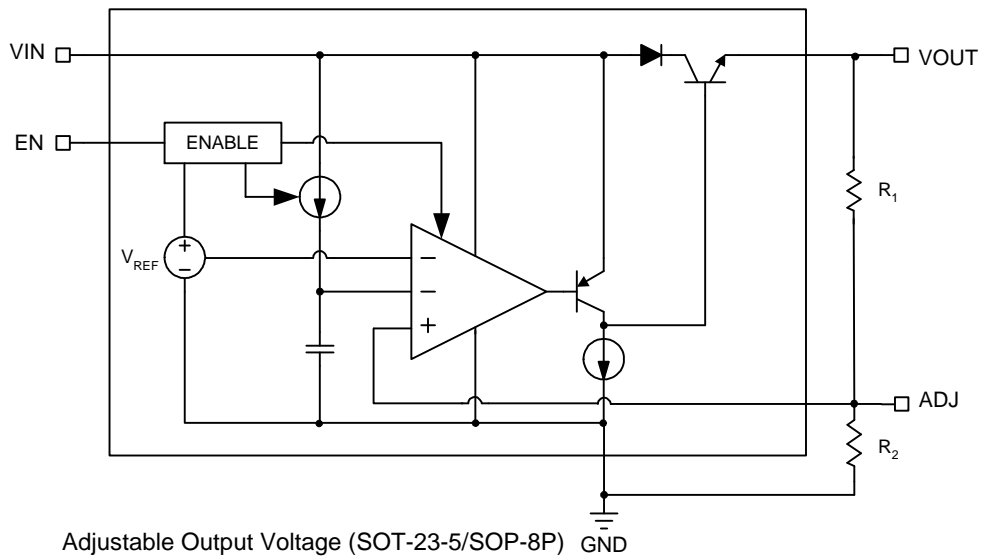 VIN
VOUT
EN
ENABLE
R1
VREF
+
−
−
−
+
ADJ
R2
Adjustable Output Voltage (SOT-23-5/SOP-8P)
GND